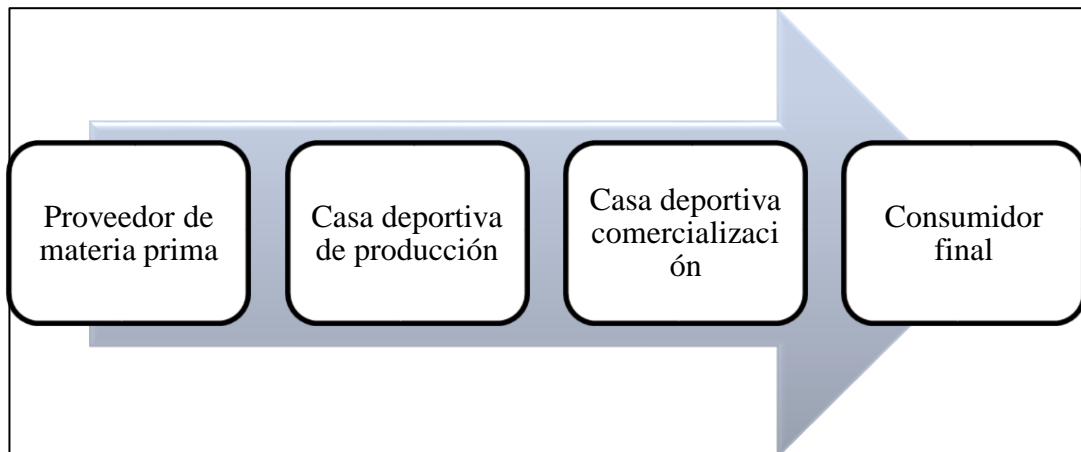 Proveedor de
materia prima
Casa deportiva
de producción
Casa deportiva
comercializaci
ón
Consumidor
final